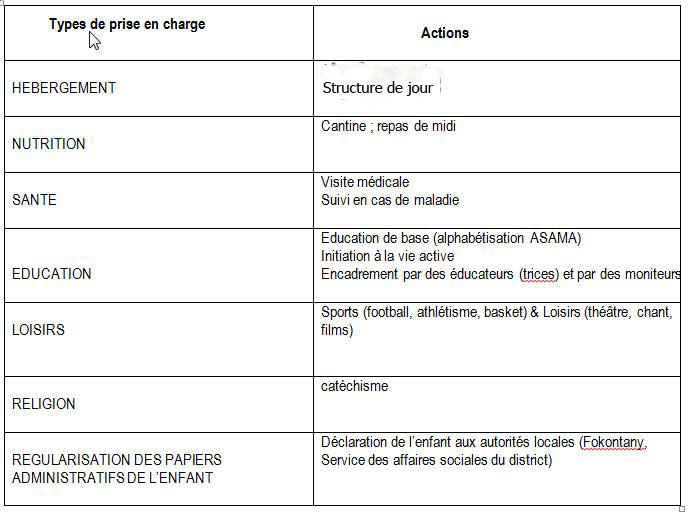 Types de prise en charge
Actions
HEBERGEMENT
Structure de jour
NUTRITION
Cantine ; repas de midi
SANTE
Visite médicale
Suivi en cas de maladie
EDUCATION
Education de base (alphabétisation ASAMA)
Initiation à la vie active
Encadrement par des éducateurs (trices) et par des moniteurs
LOISIRS
Sports (football, athlétisme, basket) & Loisirs (théâtre, chant,
films)
RELIGION
catéchisme
REGULARISATION DES PAPIERS
ADMINISTRATIFS DE L’ENFANT
Déclaration de l’enfant aux autorités locales (Fokontany,
Service des affaires sociales du district)